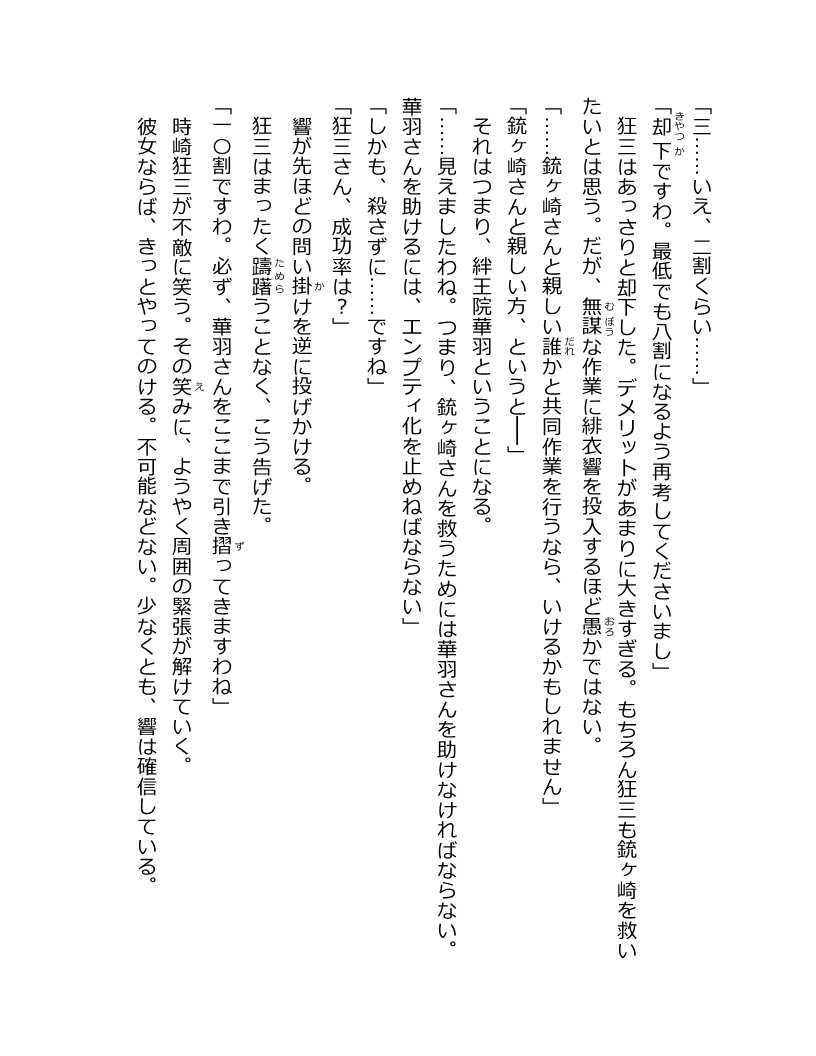 「三……いえ、二割くらい……」
「却下ですわ。最低でも八割になるよう再考してくださいまし」
狂三はあっさりと却下した。デメリットがあまりに大きすぎる。もちろん狂三も銃ヶ崎を救い
たいとは思う。だが、無謀な作業に緋衣響を投入するほど愚かではない。
「……銃ヶ崎さんと親しい誰かと共同作業を行うなら、いけるかもしれません」
「銃ヶ崎さんと親しい方、というと──」
それはつまり、絆王院華羽ということになる。
「……見えましたわね。つまり、銃ヶ崎さんを救うためには華羽さんを助けなければならない。
華羽さんを助けるには、エンプティ化を止めねばならない」
「しかも、殺さずに……ですね」
「狂三さん、成功率は？」
響が先ほどの問い掛けを逆に投げかける。
狂三はまったく躊躇うことなく、こう告げた。
「一〇割ですわ。必ず、華羽さんをここまで引き摺ってきますわね」
時崎狂三が不敵に笑う。その笑みに、ようやく周囲の緊張が解けていく。
彼女ならば、きっとやってのける。不可能などない。少なくとも、響は確信している。